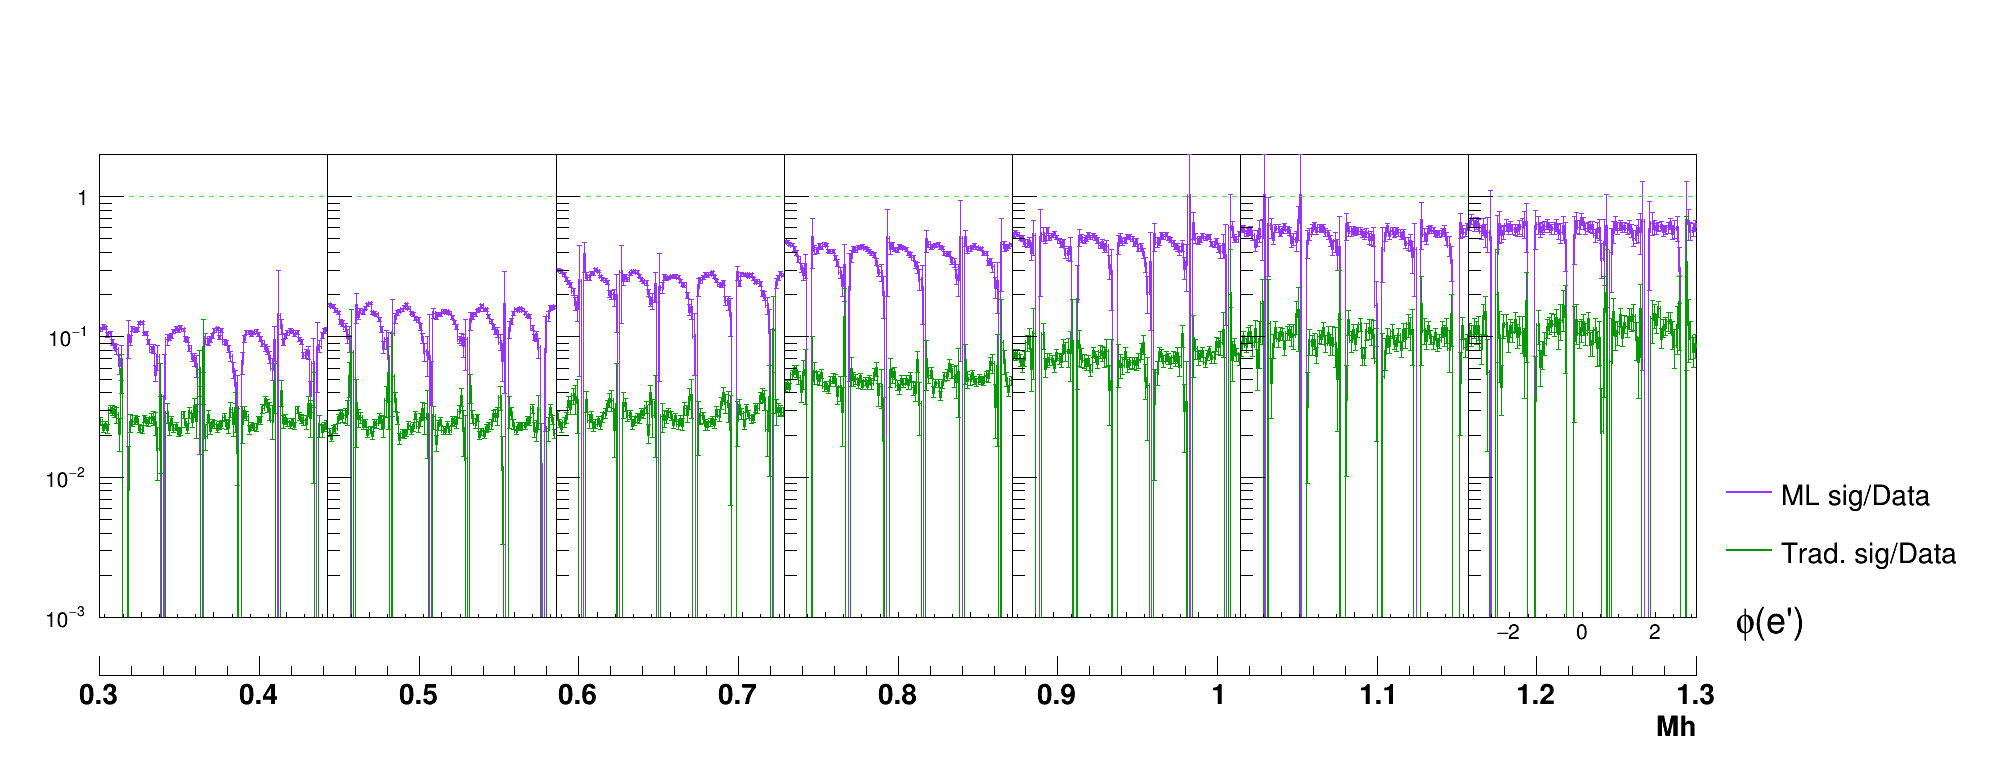 1
10⁻¹
10⁻²
10⁻³
ML sig/Data
Trad. sig/Data
−2 0 2
ϕ(e')
0.3 0.4 0.5 0.6 0.7 0.8 0.9 1 1.1 1.2 1.3
Mh